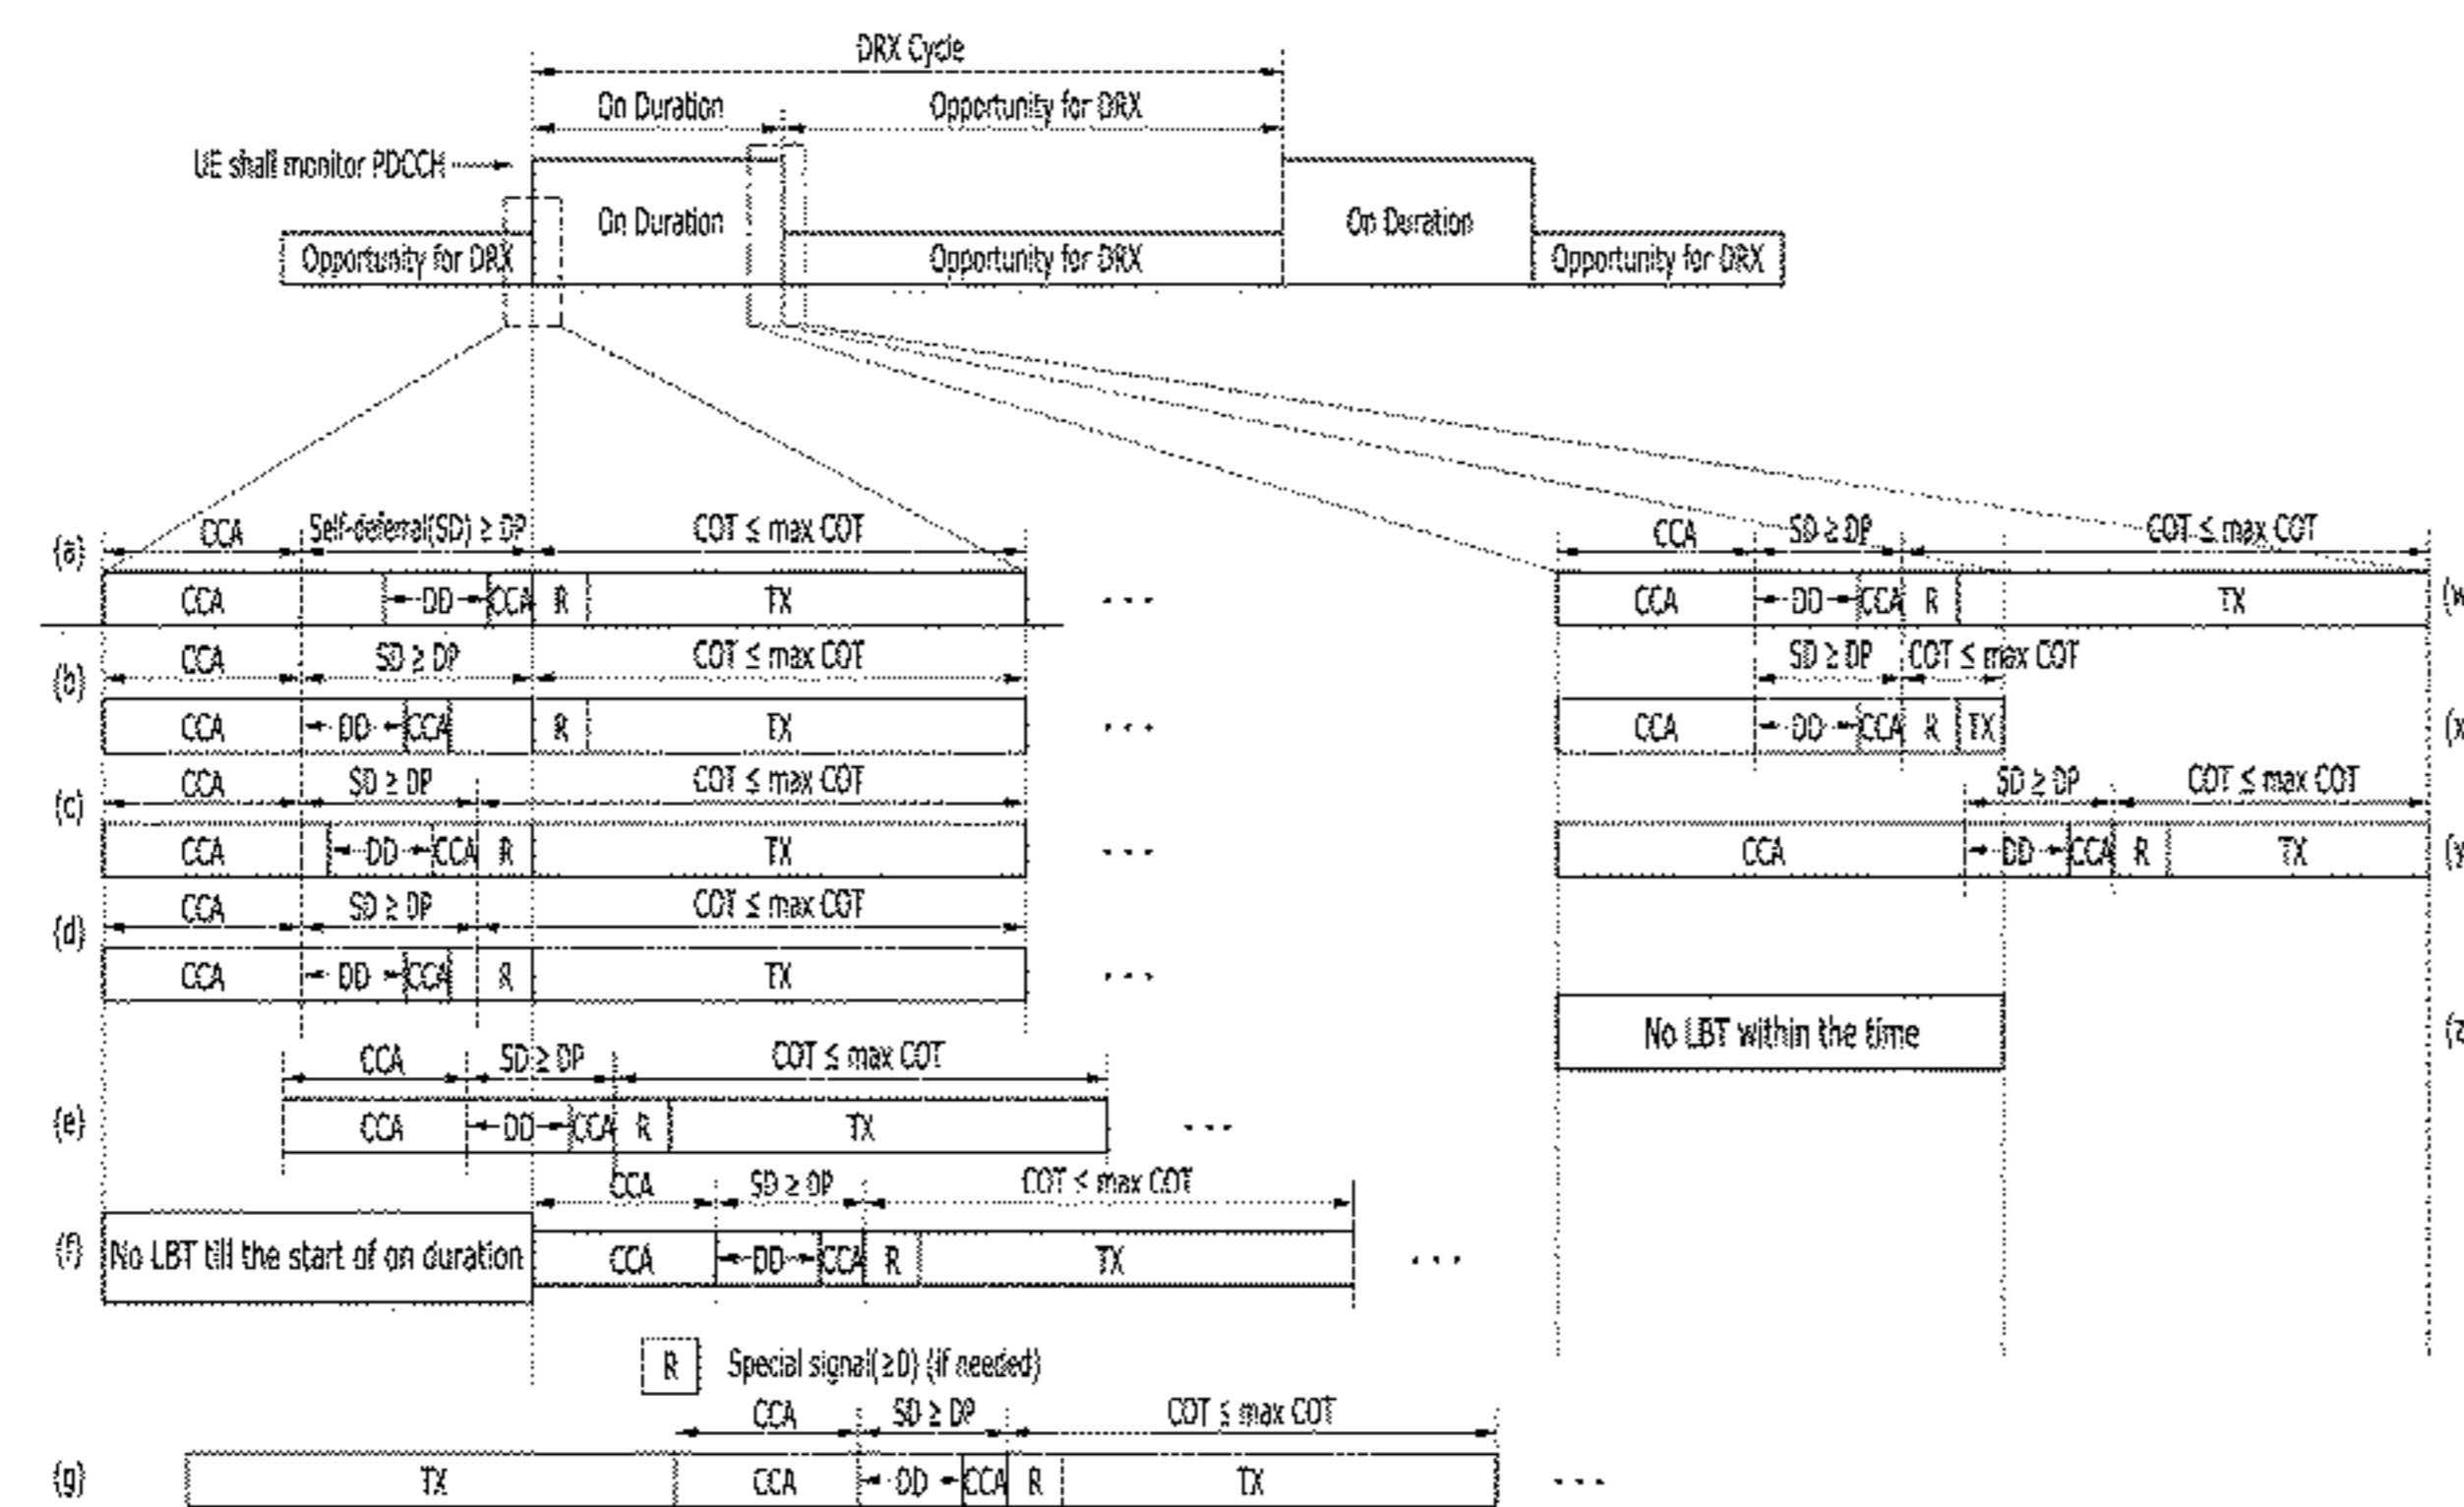 DRX Cycle
On Duration Opportunity for DRX
UE shall monitor PDCCH
On Duration On Duration
Opportunity for DRX Opportunity for DRX Opportunity for DRX
CCA Self-deferral(SD) ≥ DP COT ≤ max COT CCA SD ≥ DP COT ≤ max COT
(a) CCA DD CCA R TX ... CCA DD CCA R TX (w
CCA SD ≥ DP COT ≤ max COT SD ≥ DP COT ≤ max COT
(b) CCA DD CCA R TX ... CCA DD CCA R TX (x
CCA SD ≥ DP COT ≤ max COT SD ≥ DP COT ≤ max COT
(c) CCA DD CCA R TX ... CCA DD CCA R TX (y
CCA SD ≥ DP COT ≤ max COT
(d) CCA DD CCA R TX ...
No LBT within the time (z
CCA SD ≥ DP COT ≤ max COT
(e) CCA DD CCA R TX ...
CCA SD ≥ DP COT ≤ max COT
(f) No LBT till the start of on duration CCA DD CCA R TX ...
R Special signal(≥0) (if needed)
CCA SD ≥ DP COT ≤ max COT
(g) TX CCA DD CCA R TX ...